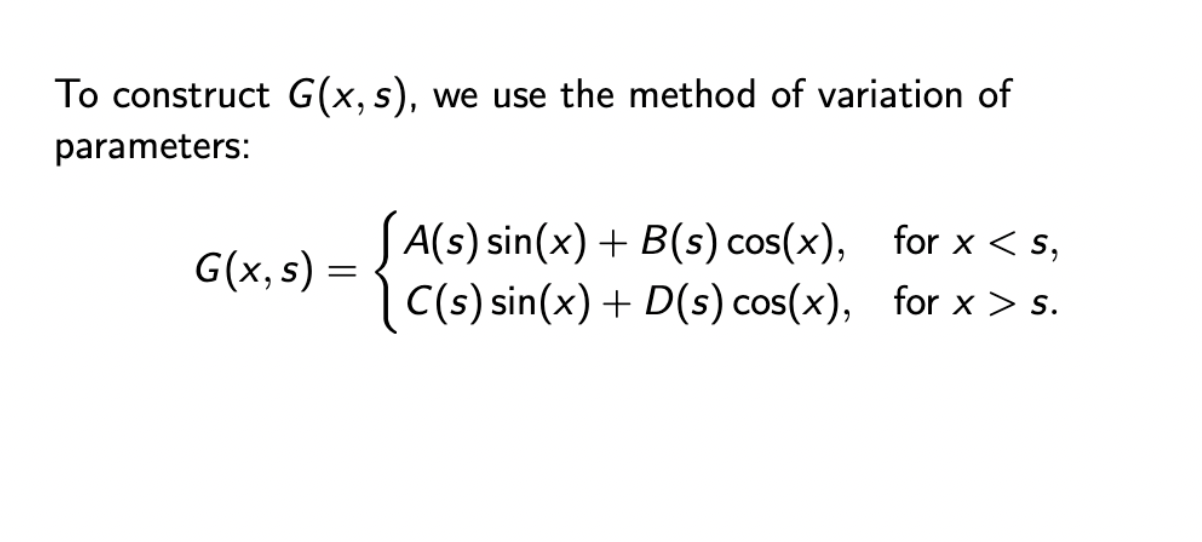 To construct G(x, s), we use the method of variation of
parameters:
G(x, s) = { A(s) sin(x) + B(s) cos(x), for x < s,
C(s) sin(x) + D(s) cos(x), for x > s.